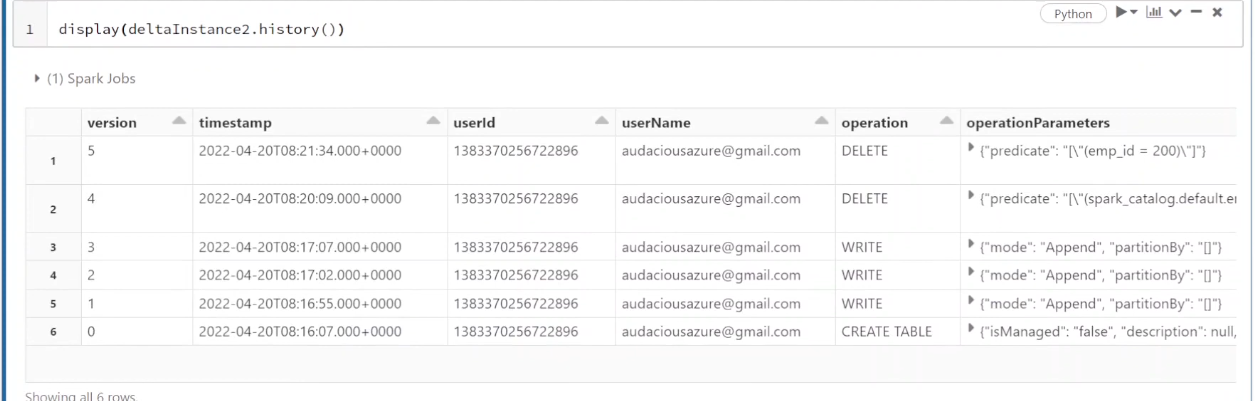 Python
1 display(deltaInstance2.history())
(1) Spark Jobs
version timestamp userId userName operation operationParameters
1 5 2022-04-20T08:21:34.000+0000 1383370256722896 audaciousazure@gmail.com DELETE {"predicate": "[\"(emp_id = 200)\"]"}
2 4 2022-04-20T08:20:09.000+0000 1383370256722896 audaciousazure@gmail.com DELETE {"predicate": "[\"(spark_catalog.default.em
3 3 2022-04-20T08:17:07.000+0000 1383370256722896 audaciousazure@gmail.com WRITE {"mode": "Append", "partitionBy": "[]"}
4 2 2022-04-20T08:17:02.000+0000 1383370256722896 audaciousazure@gmail.com WRITE {"mode": "Append", "partitionBy": "[]"}
5 1 2022-04-20T08:16:55.000+0000 1383370256722896 audaciousazure@gmail.com WRITE {"mode": "Append", "partitionBy": "[]"}
6 0 2022-04-20T08:16:07.000+0000 1383370256722896 audaciousazure@gmail.com CREATE TABLE {"isManaged": "false", "description": null,
Showing all 6 rows.